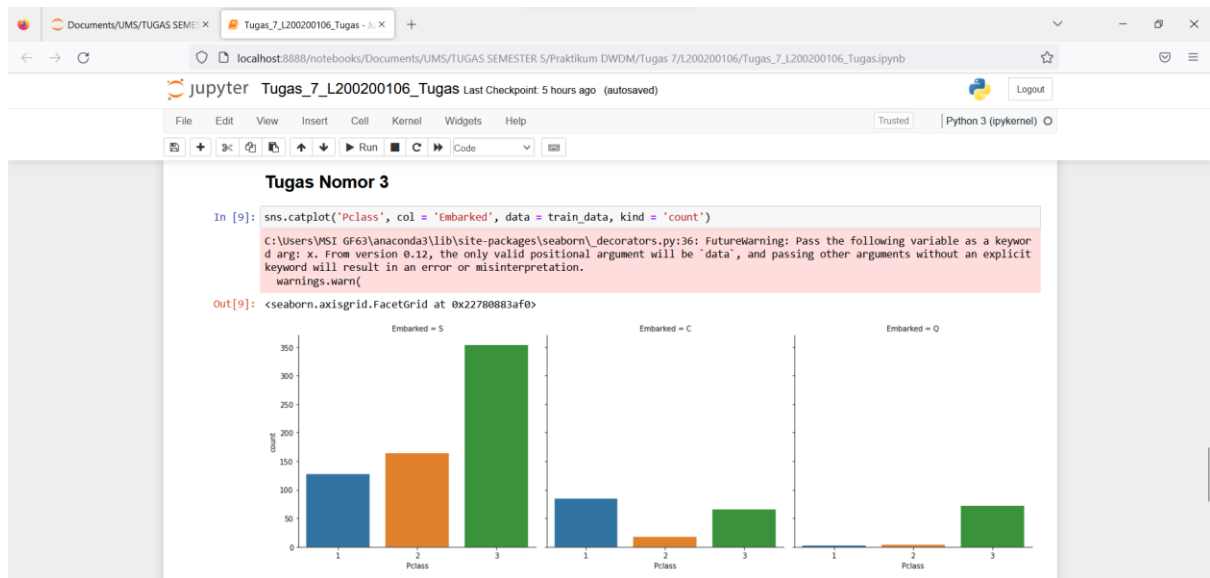 Documents/UMS/TUGAS SEMES
Tugas_7_L200200106_Tugas - Ju
localhost:8888/notebooks/Documents/UMS/TUGAS SEMESTER 5/Praktikum DWDM/Tugas 7/L200200106/Tugas_7_L200200106_Tugas.ipynb
jupyter Tugas_7_L200200106_Tugas Last Checkpoint: 5 hours ago (autosaved)
Logout
File Edit View Insert Cell Kernel Widgets Help
Trusted Python 3 (ipykernel)
Run Code
Tugas Nomor 3
In [9]: sns.catplot('Pclass', col = 'Embarked', data = train_data, kind = 'count')
C:\Users\MSI GF63\anaconda3\lib\site-packages\seaborn\_decorators.py:36: FutureWarning: Pass the following variable as a keywor
d arg: x. From version 0.12, the only valid positional argument will be `data`, and passing other arguments without an explicit
keyword will result in an error or misinterpretation.
warnings.warn(
Out[9]: <seaborn.axisgrid.FacetGrid at 0x22780883af0>
Embarked = S
Embarked = C
Embarked = Q
350
300
250
200
150
100
50
0
count
1 2 3
Pclass
1 2 3
Pclass
1 2 3
Pclass